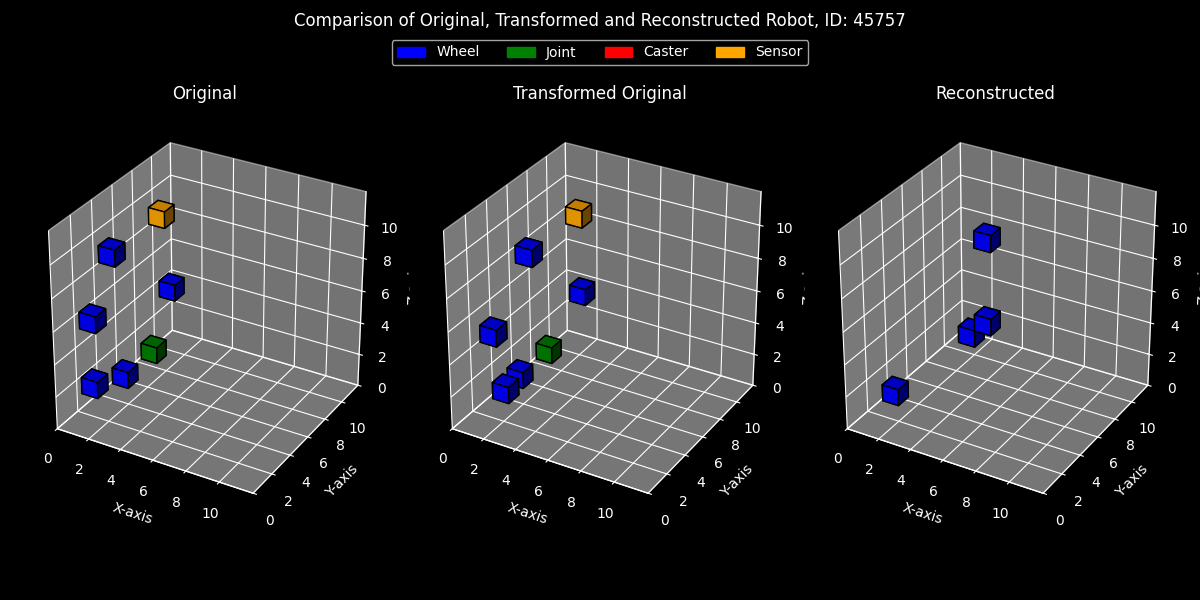 Comparison of Original, Transformed and Reconstructed Robot, ID: 45757
Wheel Joint Caster Sensor
Original Transformed Original Reconstructed
10 10 10
8 8 8
6 6 6
4 4 4
2 2 2
0 0 0
0 2 4 6 8 10 0 2 4 6 8 10 0 2 4 6 8 10
0 2 4 6 8 10 0 2 4 6 8 10 0 2 4 6 8 10
X-axis Y-axis X-axis Y-axis X-axis Y-axis